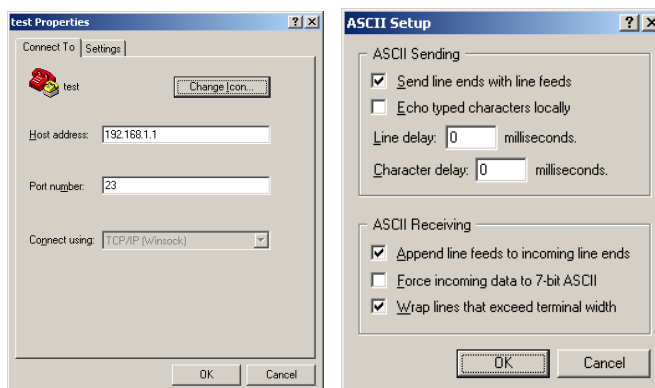 test Properties
Connect To
Settings
test
Change Icon...
Host address:
192.168.1.1
Port number:
23
Connect using:
TCP/IP (Winsock)
OK
Cancel
ASCII Setup
ASCII Sending
Send line ends with line feeds
Echo typed characters locally
Line delay: 0 milliseconds.
Character delay: 0 milliseconds.
ASCII Receiving
Append line feeds to incoming line ends
Force incoming data to 7-bit ASCII
Wrap lines that exceed terminal width
OK
Cancel